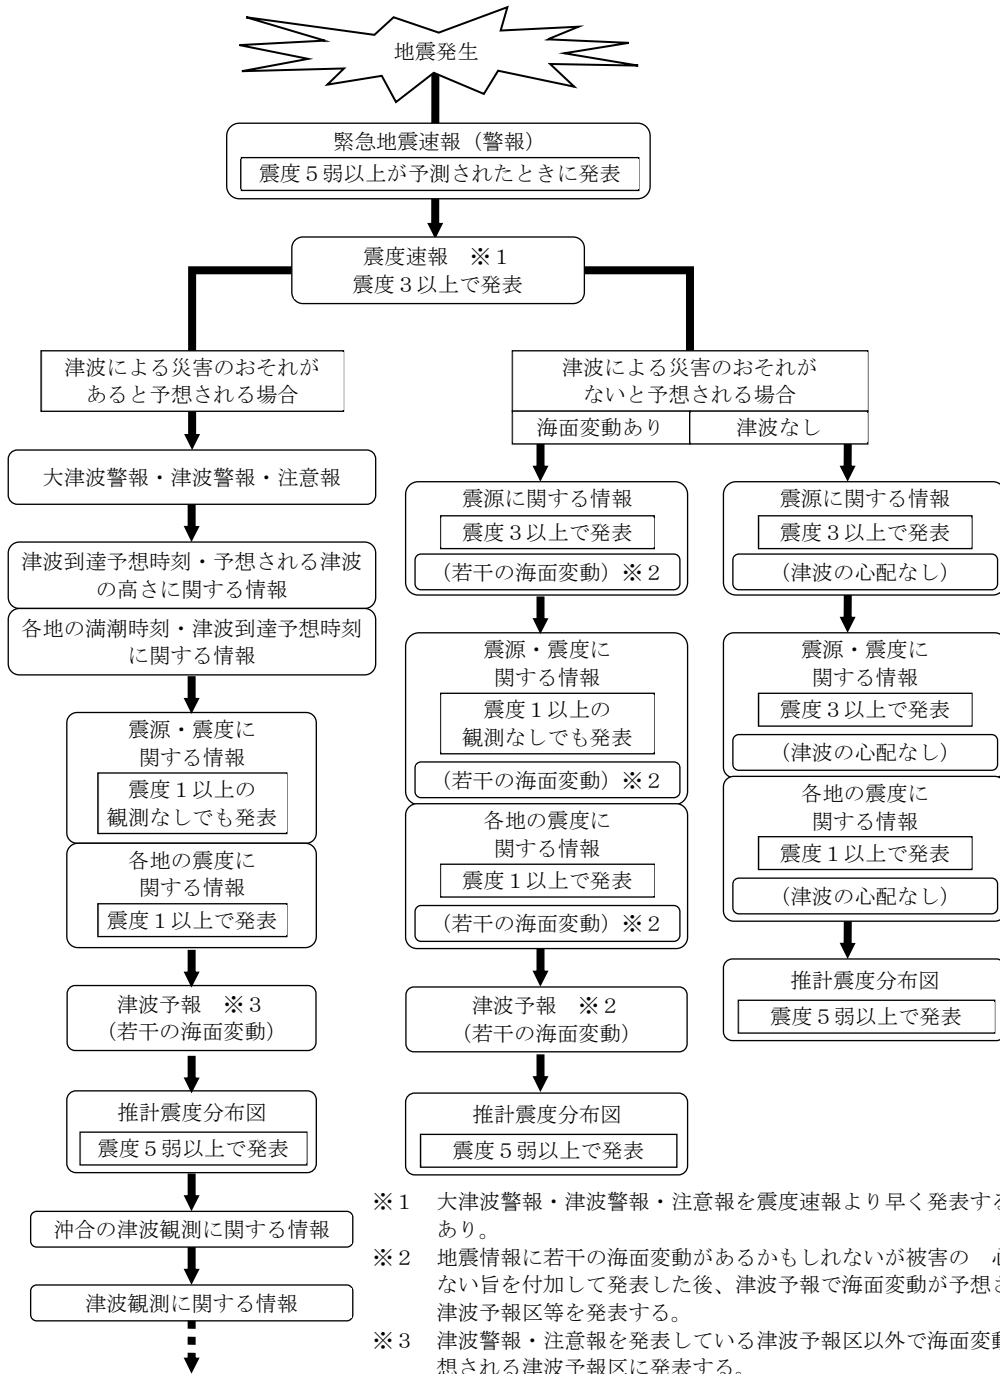 地震発生
緊急地震速報（警報）
震度５弱以上が予測されたときに発表
震度速報　※１
震度３以上で発表
津波による災害のおそれが
あると予想される場合
大津波警報・津波警報・注意報
津波到達予想時刻・予想される津波
の高さに関する情報
各地の満潮時刻・津波到達予想時刻
に関する情報
震源・震度に
関する情報
震度１以上の
観測なしでも発表
各地の震度に
関する情報
震度１以上で発表
津波予報　※３
（若干の海面変動）
推計震度分布図
震度５弱以上で発表
沖合の津波観測に関する情報
津波観測に関する情報
津波による災害のおそれが
ないと予想される場合
海面変動あり
震源に関する情報
震度３以上で発表
（若干の海面変動）※２
震源・震度に
関する情報
震度１以上の
観測なしでも発表
（若干の海面変動）※２
各地の震度に
関する情報
震度１以上で発表
（若干の海面変動）※２
津波予報　※２
（若干の海面変動）
推計震度分布図
震度５弱以上で発表
津波なし
震源に関する情報
震度３以上で発表
（津波の心配なし）
震源・震度に
関する情報
震度３以上で発表
（津波の心配なし）
各地の震度に
関する情報
震度１以上で発表
（津波の心配なし）
推計震度分布図
震度５弱以上で発表
※１　大津波警報・津波警報・注意報を震度速報より早く発表する
あり。
※２　地震情報に若干の海面変動があるかもしれないが被害の　心
ない旨を付加して発表した後、津波予報で海面変動が予想さ
津波予報区等を発表する。
※３　津波警報・注意報を発表している津波予報区以外で海面変動
想される津波予報区に発表する。